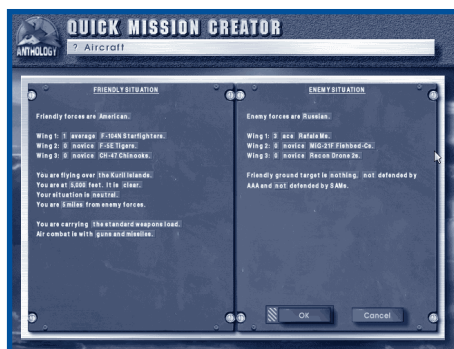 ANTHOLOGY
QUICK MISSION CREATOR
? Aircraft
FRIENDLY SITUATION
Friendly forces are American.
Wing 1: 1 average F-104N Starfighters.
Wing 2: 0 novice F-5E Tigers.
Wing 3: 0 novice CH-47 Chinooks.
You are flying over the Kuril Islands.
You are at 5,000 feet. It is clear.
Your situation is neutral.
You are 5 miles from enemy forces.
You are carrying the standard weapons load.
Air combat is with guns and missiles.
ENEMY SITUATION
Enemy forces are Russian.
Wing 1: 3 ace Rafale Ms.
Wing 2: 0 novice MIG-21F Fishbed-Cs.
Wing 3: 0 novice Recon Drone 2s.
Friendly ground target is nothing, not defended by
AAA and not defended by SAMs.
OK
Cancel